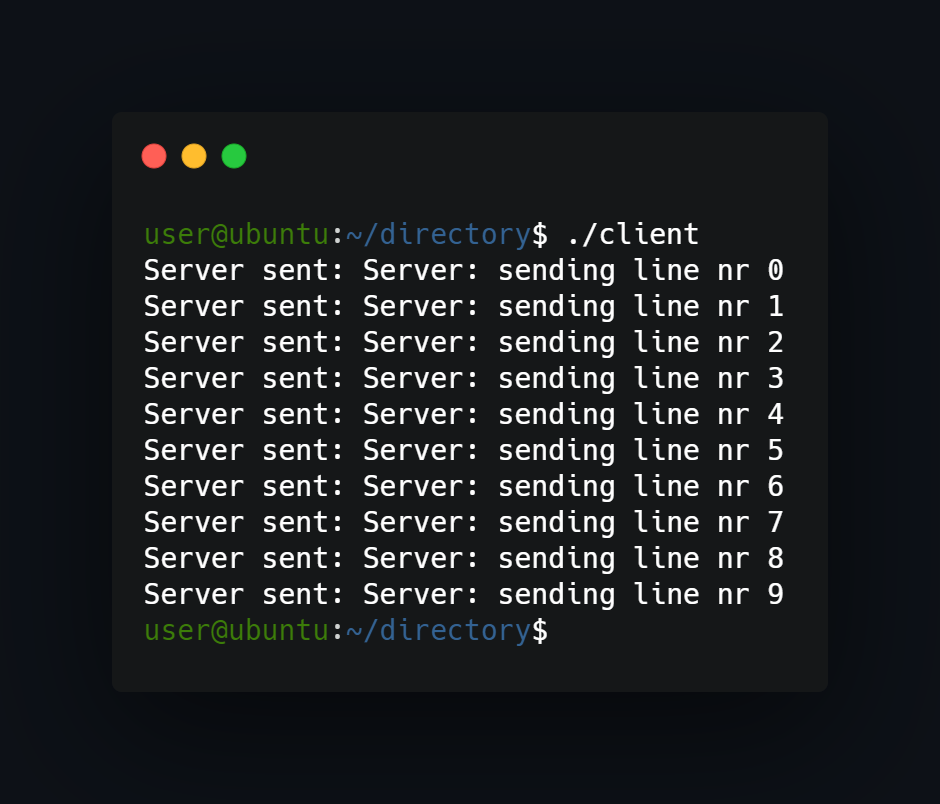 user@ubuntu:~/directory$ ./client
Server sent: Server: sending line nr 0
Server sent: Server: sending line nr 1
Server sent: Server: sending line nr 2
Server sent: Server: sending line nr 3
Server sent: Server: sending line nr 4
Server sent: Server: sending line nr 5
Server sent: Server: sending line nr 6
Server sent: Server: sending line nr 7
Server sent: Server: sending line nr 8
Server sent: Server: sending line nr 9
user@ubuntu:~/directory$